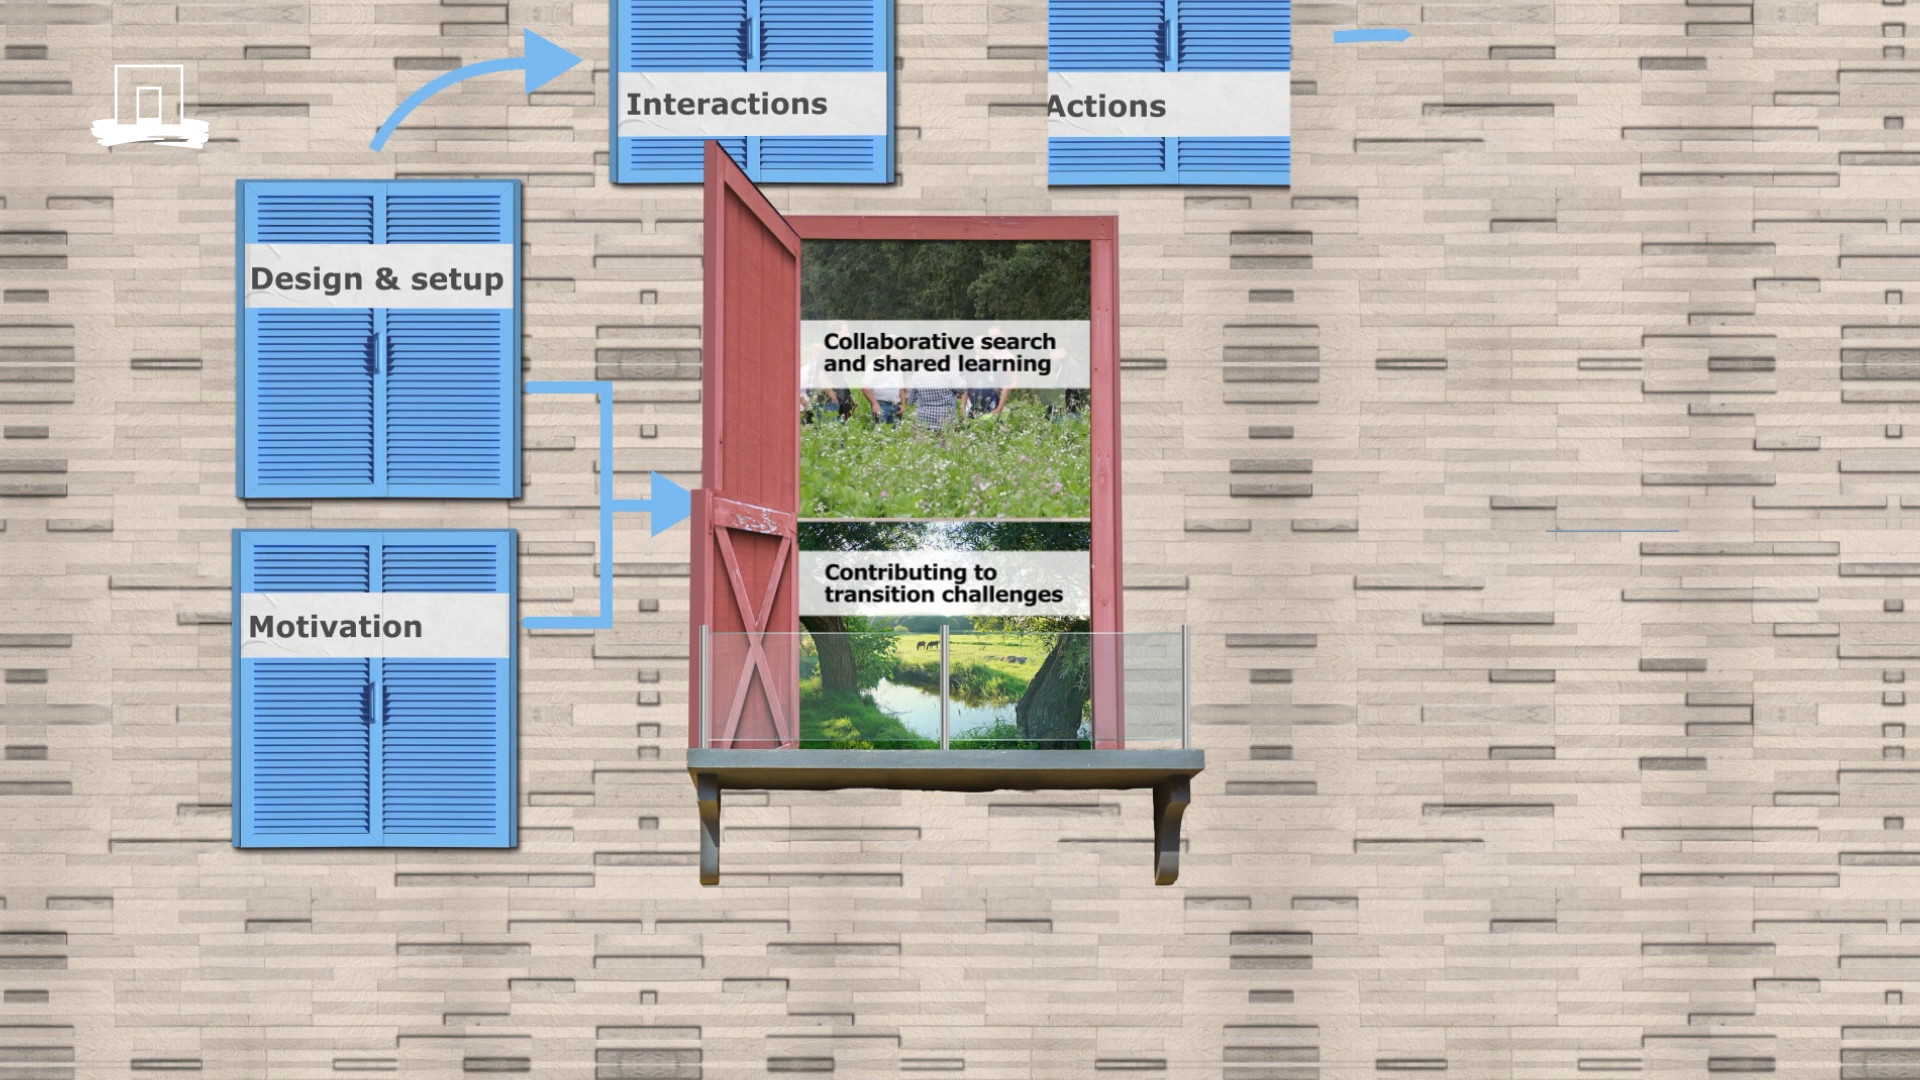 Interactions
Actions
Design & setup
Collaborative search
and shared learning
Contributing to
transition challenges
Motivation